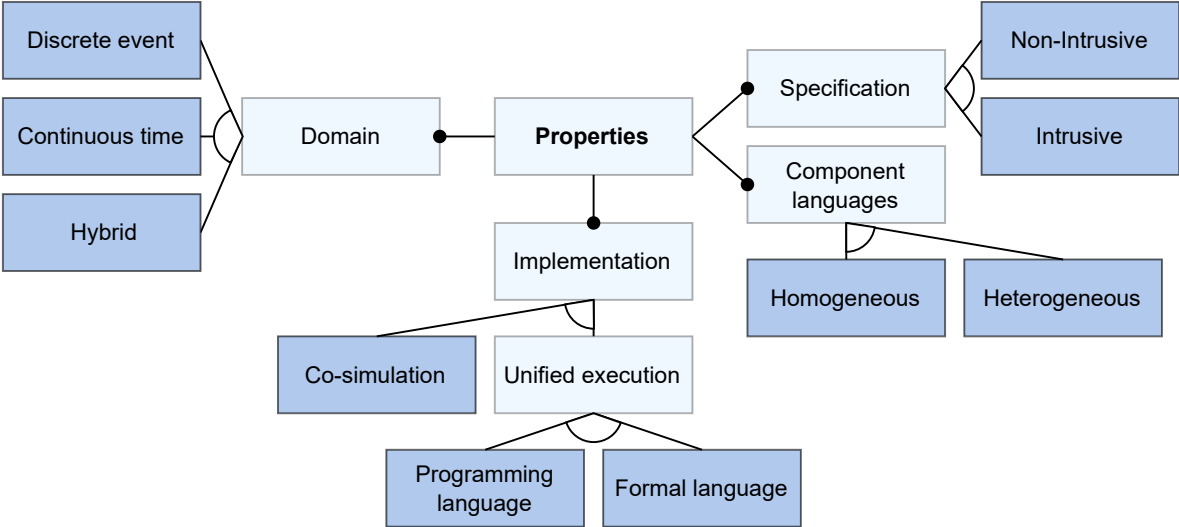 Discrete event
Continuous time
Hybrid
Domain
Properties
Specification
Non-Intrusive
Intrusive
Component
languages
Homogeneous
Heterogeneous
Implementation
Co-simulation
Unified execution
Programming
language
Formal language